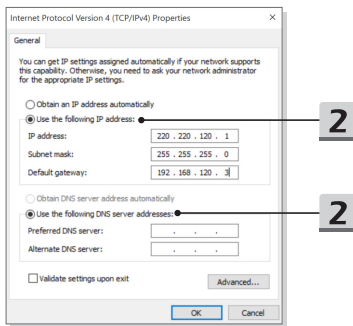 Internet Protocol Version 4 (TCP/IPv4) Properties
General
You can get IP settings assigned automatically if your network supports
this capability. Otherwise, you need to ask your network administrator
for the appropriate IP settings.
Obtain an IP address automatically
Use the following IP address:
2
IP address: 220 . 220 . 120 . 1
Subnet mask: 255 . 255 . 255 . 0
Default gateway: 192 . 168 . 120 . 3
Obtain DNS server address automatically
Use the following DNS server addresses:
2
Preferred DNS server: . . .
Alternate DNS server: . . .
Validate settings upon exit
Advanced...
OK Cancel